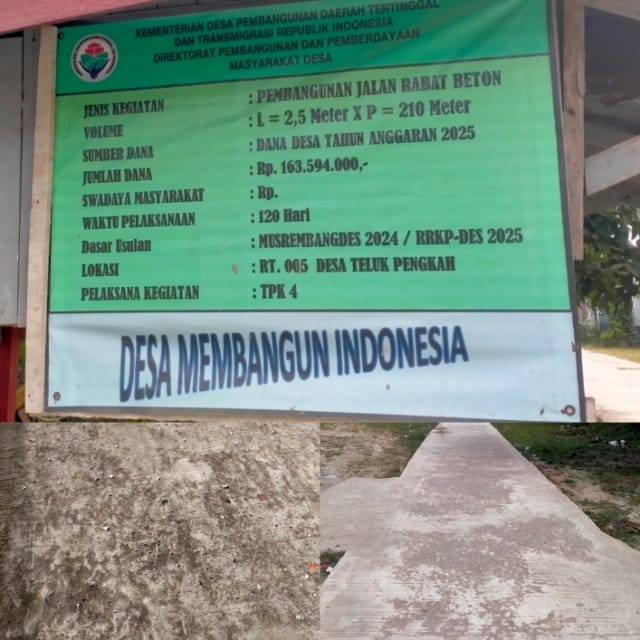 KEMENTERIAN DESA PEMBANGUNAN DAERAH TERTINGGAL
DAN TRANSMIGRASI REPUBLIK INDONESIA
DIREKTORAT PEMBANGUNAN DAN PEMBERDAYAAN
MASYARAKAT DESA
JENIS KEGIATAN : PEMBANGUNAN JALAN RABAT BETON
VOLUME : L = 2,5 Meter X P = 210 Meter
SUMBER DANA : DANA DESA TAHUN ANGGARAN 2025
JUMLAH DANA : Rp. 163.594.000,-
SWADAYA MASYARAKAT : Rp.
WAKTU PELAKSANAAN : 120 Hari
Dasar Usulan : MUSREMBANGDES 2024 / RRKP-DES 2025
LOKASI : RT. 005 DESA TELUK PENGKAH
PELAKSANA KEGIATAN : TPK 4
DESA MEMBANGUN INDONESIA